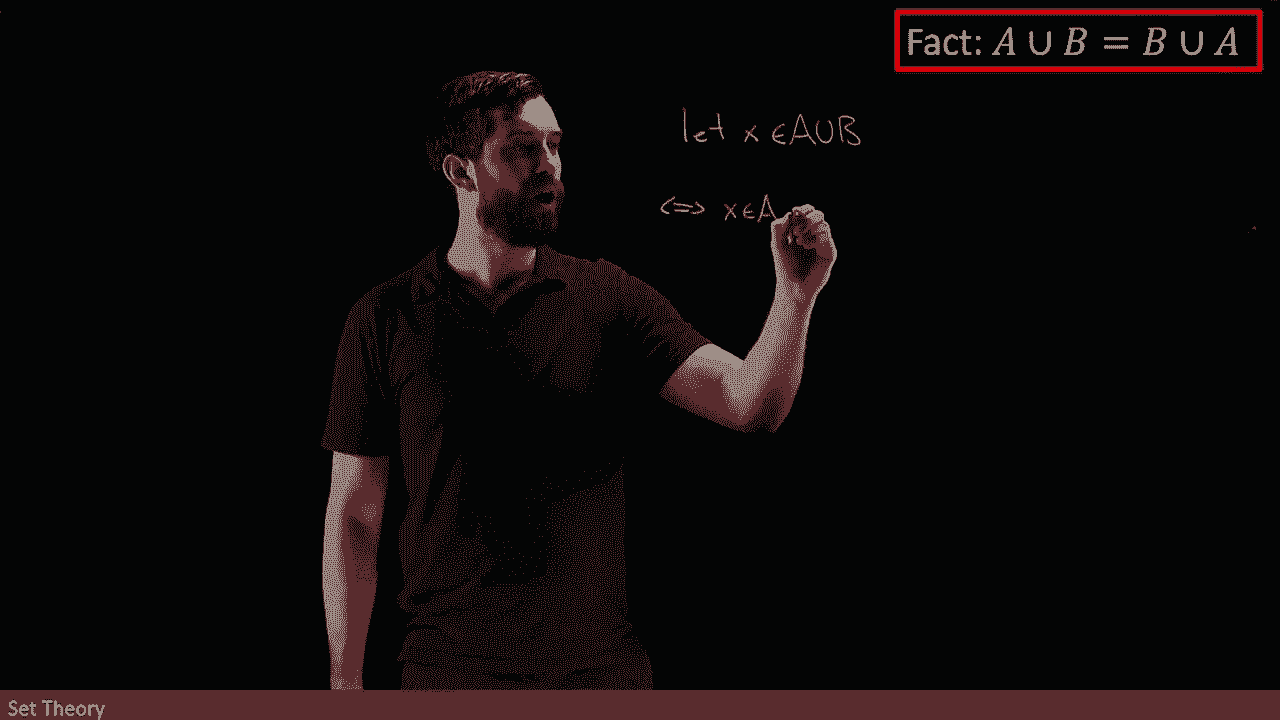 Fact: A ∪ B = B ∪ A
let x ∈ A∪B
⟺ x∈A
Set Theory